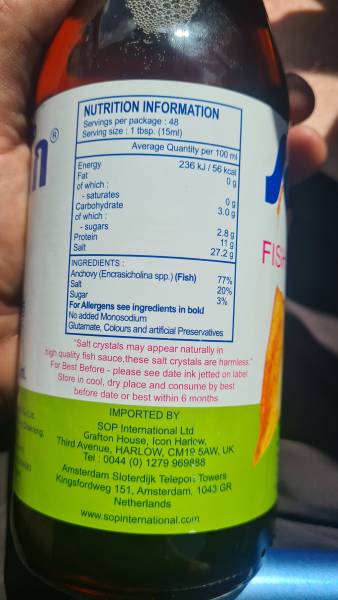 n®
NUTRITION INFORMATION
Servings per package : 48
Serving size : 1 tbsp. (15ml)
Average Quantity per 100 ml
Energy 236 kJ / 56 kcal
Fat 0 g
of which :
- saturates 0 g
Carbohydrate 3.0 g
of which :
- sugars 2.8 g
Protein 11 g
Salt 27.2 g
INGREDIENTS :
Anchovy (Encrasicholina spp.) (Fish) 77%
Salt 20%
Sugar 3%
For Allergens see ingredients in bold
No added Monosodium
Glutamate, Colours and artificial Preservatives
"Salt crystals may appear naturally in
high quality fish sauce,these salt crystals are harmless."
For Best Before - please see date ink jetted on label
Store in cool, dry place and consume by best
before date or best within 6 months
IMPORTED BY
SOP International Ltd
Grafton House, Icon Harlow,
Third Avenue, HARLOW, CM19 5AW, UK
Tel : 0044 (0) 1279 969888
Amsterdam Sloterdijk Teleport Towers
Kingsfordweg 151, Amsterdam. 1043 GR
Netherlands
www.sopinternational.com
FISH